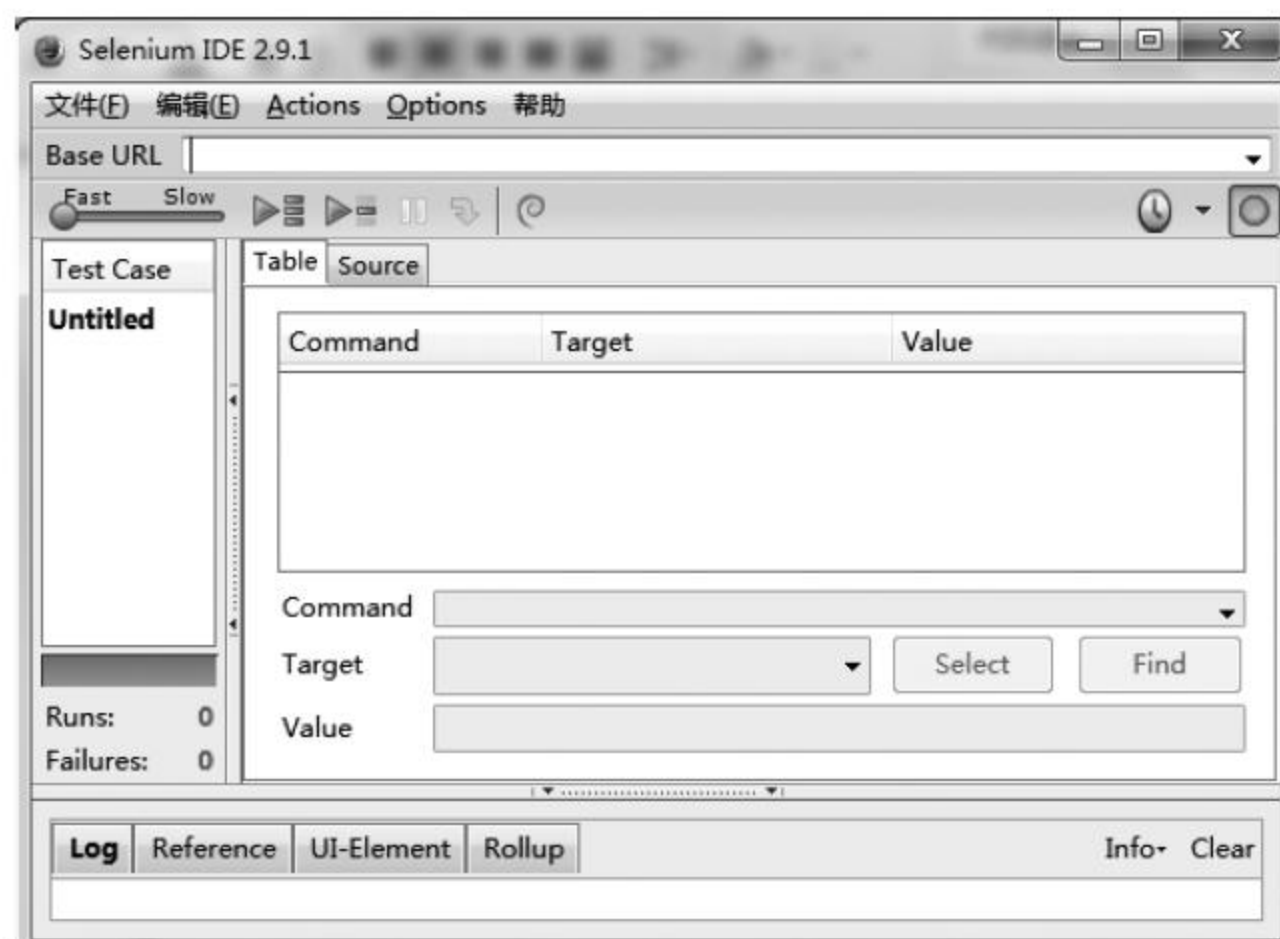 Selenium IDE 2.9.1
文件(F) 编辑(E) Actions Options 帮助
Base URL
Fast Slow
Test Case
Untitled
Table Source
Command Target Value
Command
Target Select Find
Value
Runs: 0
Failures: 0
Log Reference UI-Element Rollup Info Clear